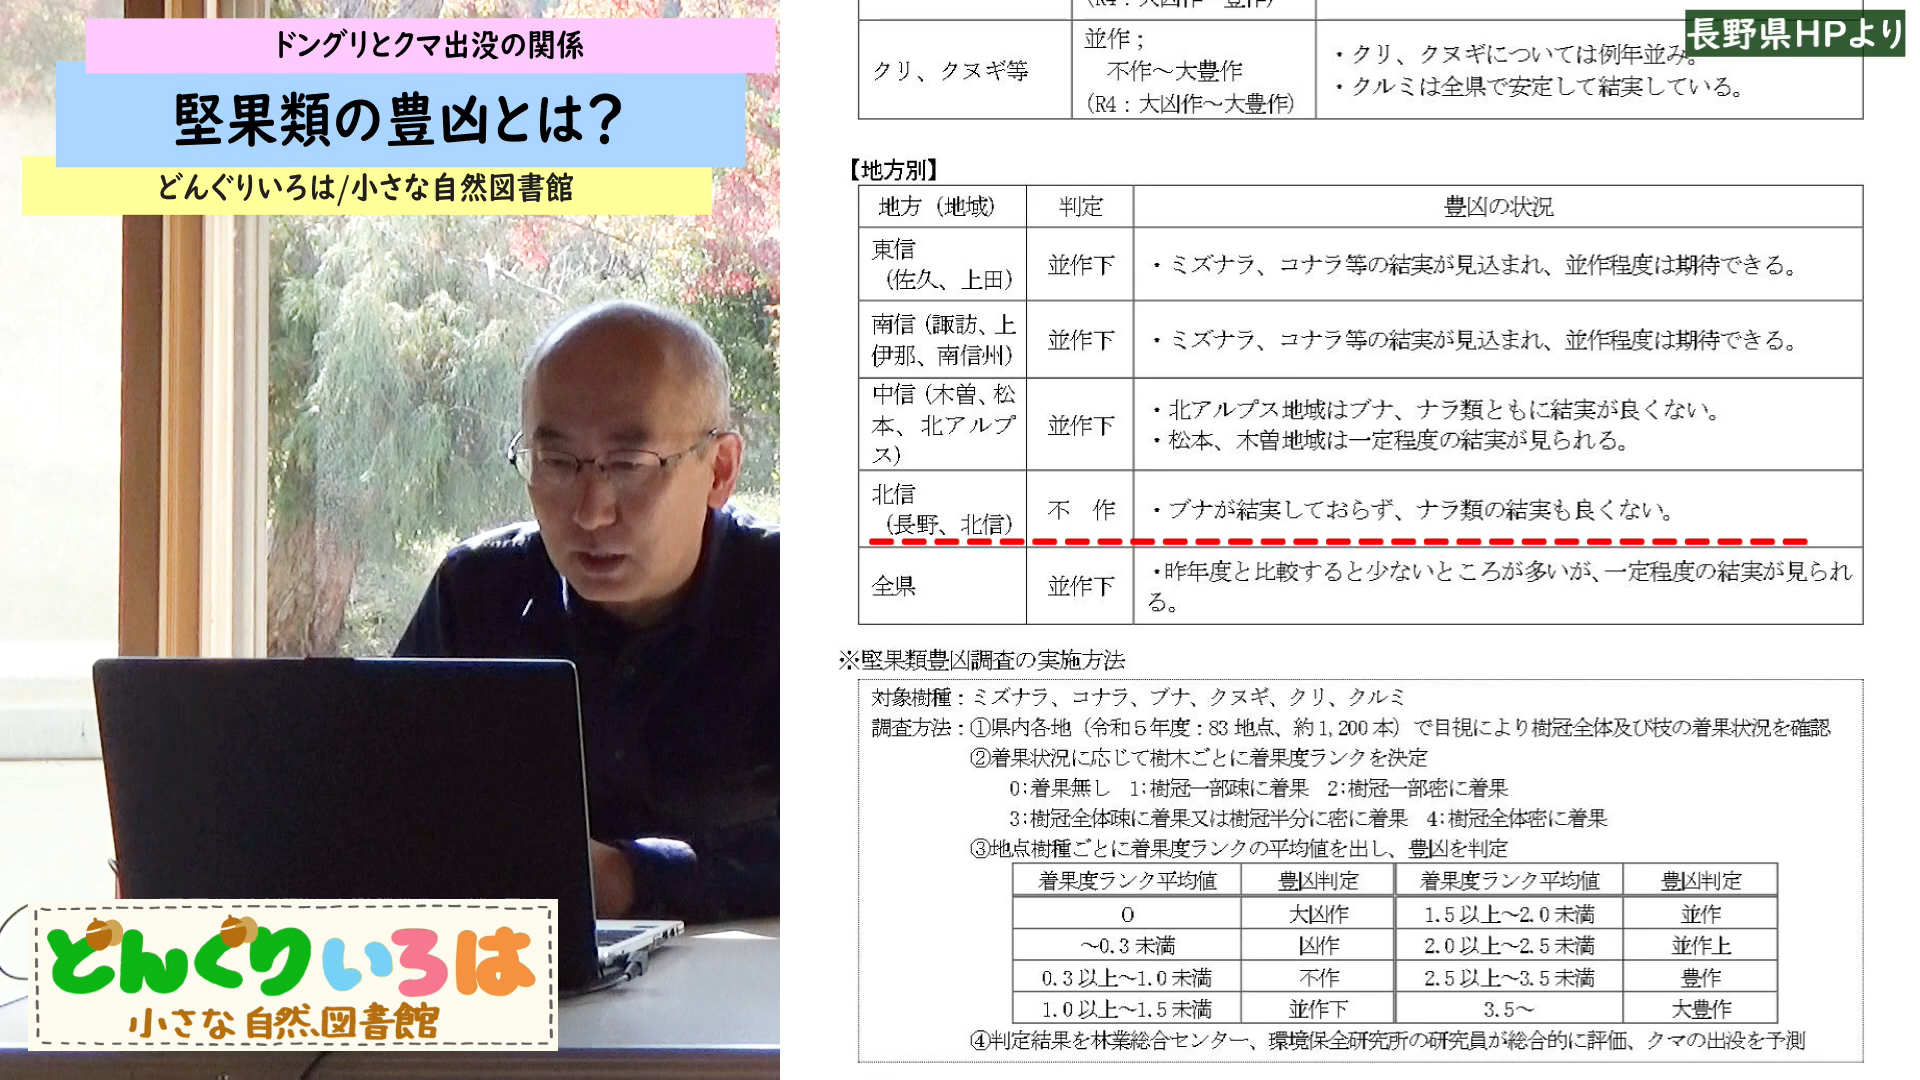 ドングリとクマ出没の関係
堅果類の豊凶とは?
どんぐりいろは/小さな自然図書館
どんぐりいろは
小さな自然図書館
長野県HPより
(R4：大凶作～豊作)
クリ、クヌギ等
並作；
不作～大豊作
(R4：大凶作～大豊作)
・クリ、クヌギについては例年並み。
・クルミは全県で安定して結実している。
【地方別】
地方（地域） 判定 豊凶の状況
東信
（佐久、上田） 並作下 ・ミズナラ、コナラ等の結実が見込まれ、並作程度は期待できる。
南信（諏訪、上
伊那、南信州） 並作下 ・ミズナラ、コナラ等の結実が見込まれ、並作程度は期待できる。
中信（木曽、松
本、北アルプ
ス）
並作下
・北アルプス地域はブナ、ナラ類ともに結実が良くない。
・松本、木曽地域は一定程度の結実が見られる。
北信
（長野、北信） 不 作 ・ブナが結実しておらず、ナラ類の結実も良くない。
全県 並作下 ・昨年度と比較すると少ないところが多いが、一定程度の結実が見られ
る。
※堅果類豊凶調査の実施方法
対象樹種：ミズナラ、コナラ、ブナ、クヌギ、クリ、クルミ
調査方法：①県内各地（令和５年度：83 地点、約1,200本）で目視により樹冠全体及び枝の着果状況を確認
②着果状況に応じて樹木ごとに着果度ランクを決定
0:着果無し 1:樹冠一部疎に着果 2:樹冠一部密に着果
3:樹冠全体疎に着果又は樹冠半分に密に着果 4:樹冠全体密に着果
③地点樹種ごとに着果度ランクの平均値を出し、豊凶を判定
着果度ランク平均値 豊凶判定 着果度ランク平均値 豊凶判定
0 大凶作 1.5以上～2.0未満 並作
～0.3未満 凶作 2.0以上～2.5未満 並作上
0.3以上～1.0未満 不作 2.5以上～3.5未満 豊作
1.0以上～1.5未満 並作下 3.5～ 大豊作
④判定結果を林業総合センター、環境保全研究所の研究員が総合的に評価、クマの出没を予測